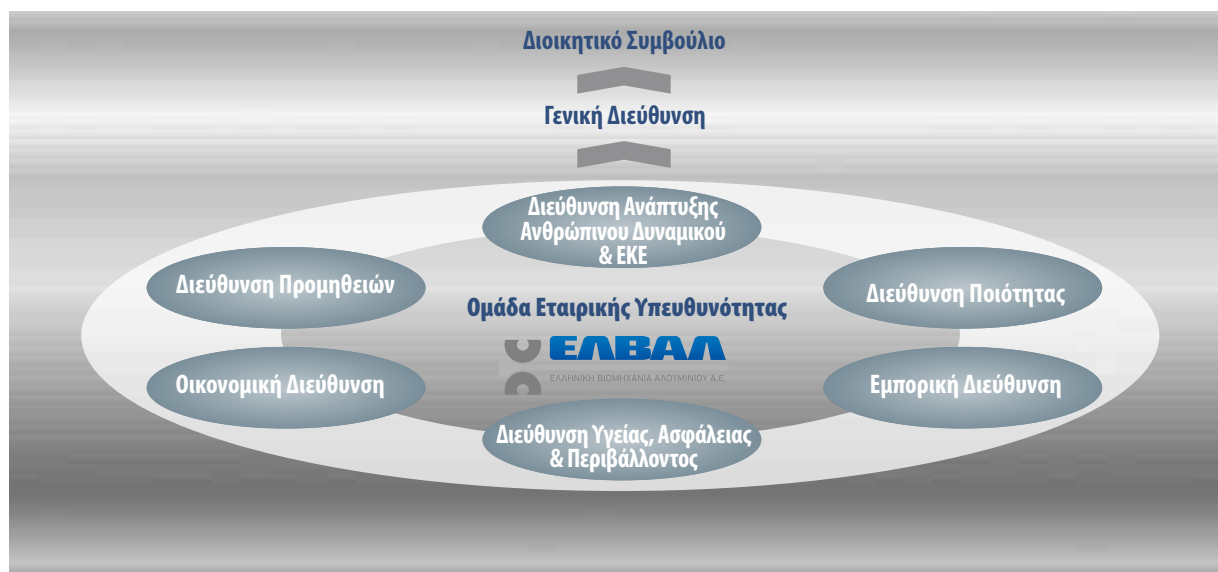 Διοικητικό Συμβούλιο
Γενική Διεύθυνση
Διεύθυνση Ανάπτυξης
Ανθρώπινου Δυναμικού
& ΕΚΕ
Διεύθυνση Προμηθειών
Διεύθυνση Ποιότητας
Ομάδα Εταιρικής Υπευθυνότητας
ΕΛΒΑΛ
ΕΛΛΗΝΙΚΗ ΒΙΟΜΗΧΑΝΙΑ ΑΛΟΥΜΙΝΙΟΥ Α.Ε.
Οικονομική Διεύθυνση
Εμπορική Διεύθυνση
Διεύθυνση Υγείας, Ασφάλειας
& Περιβάλλοντος